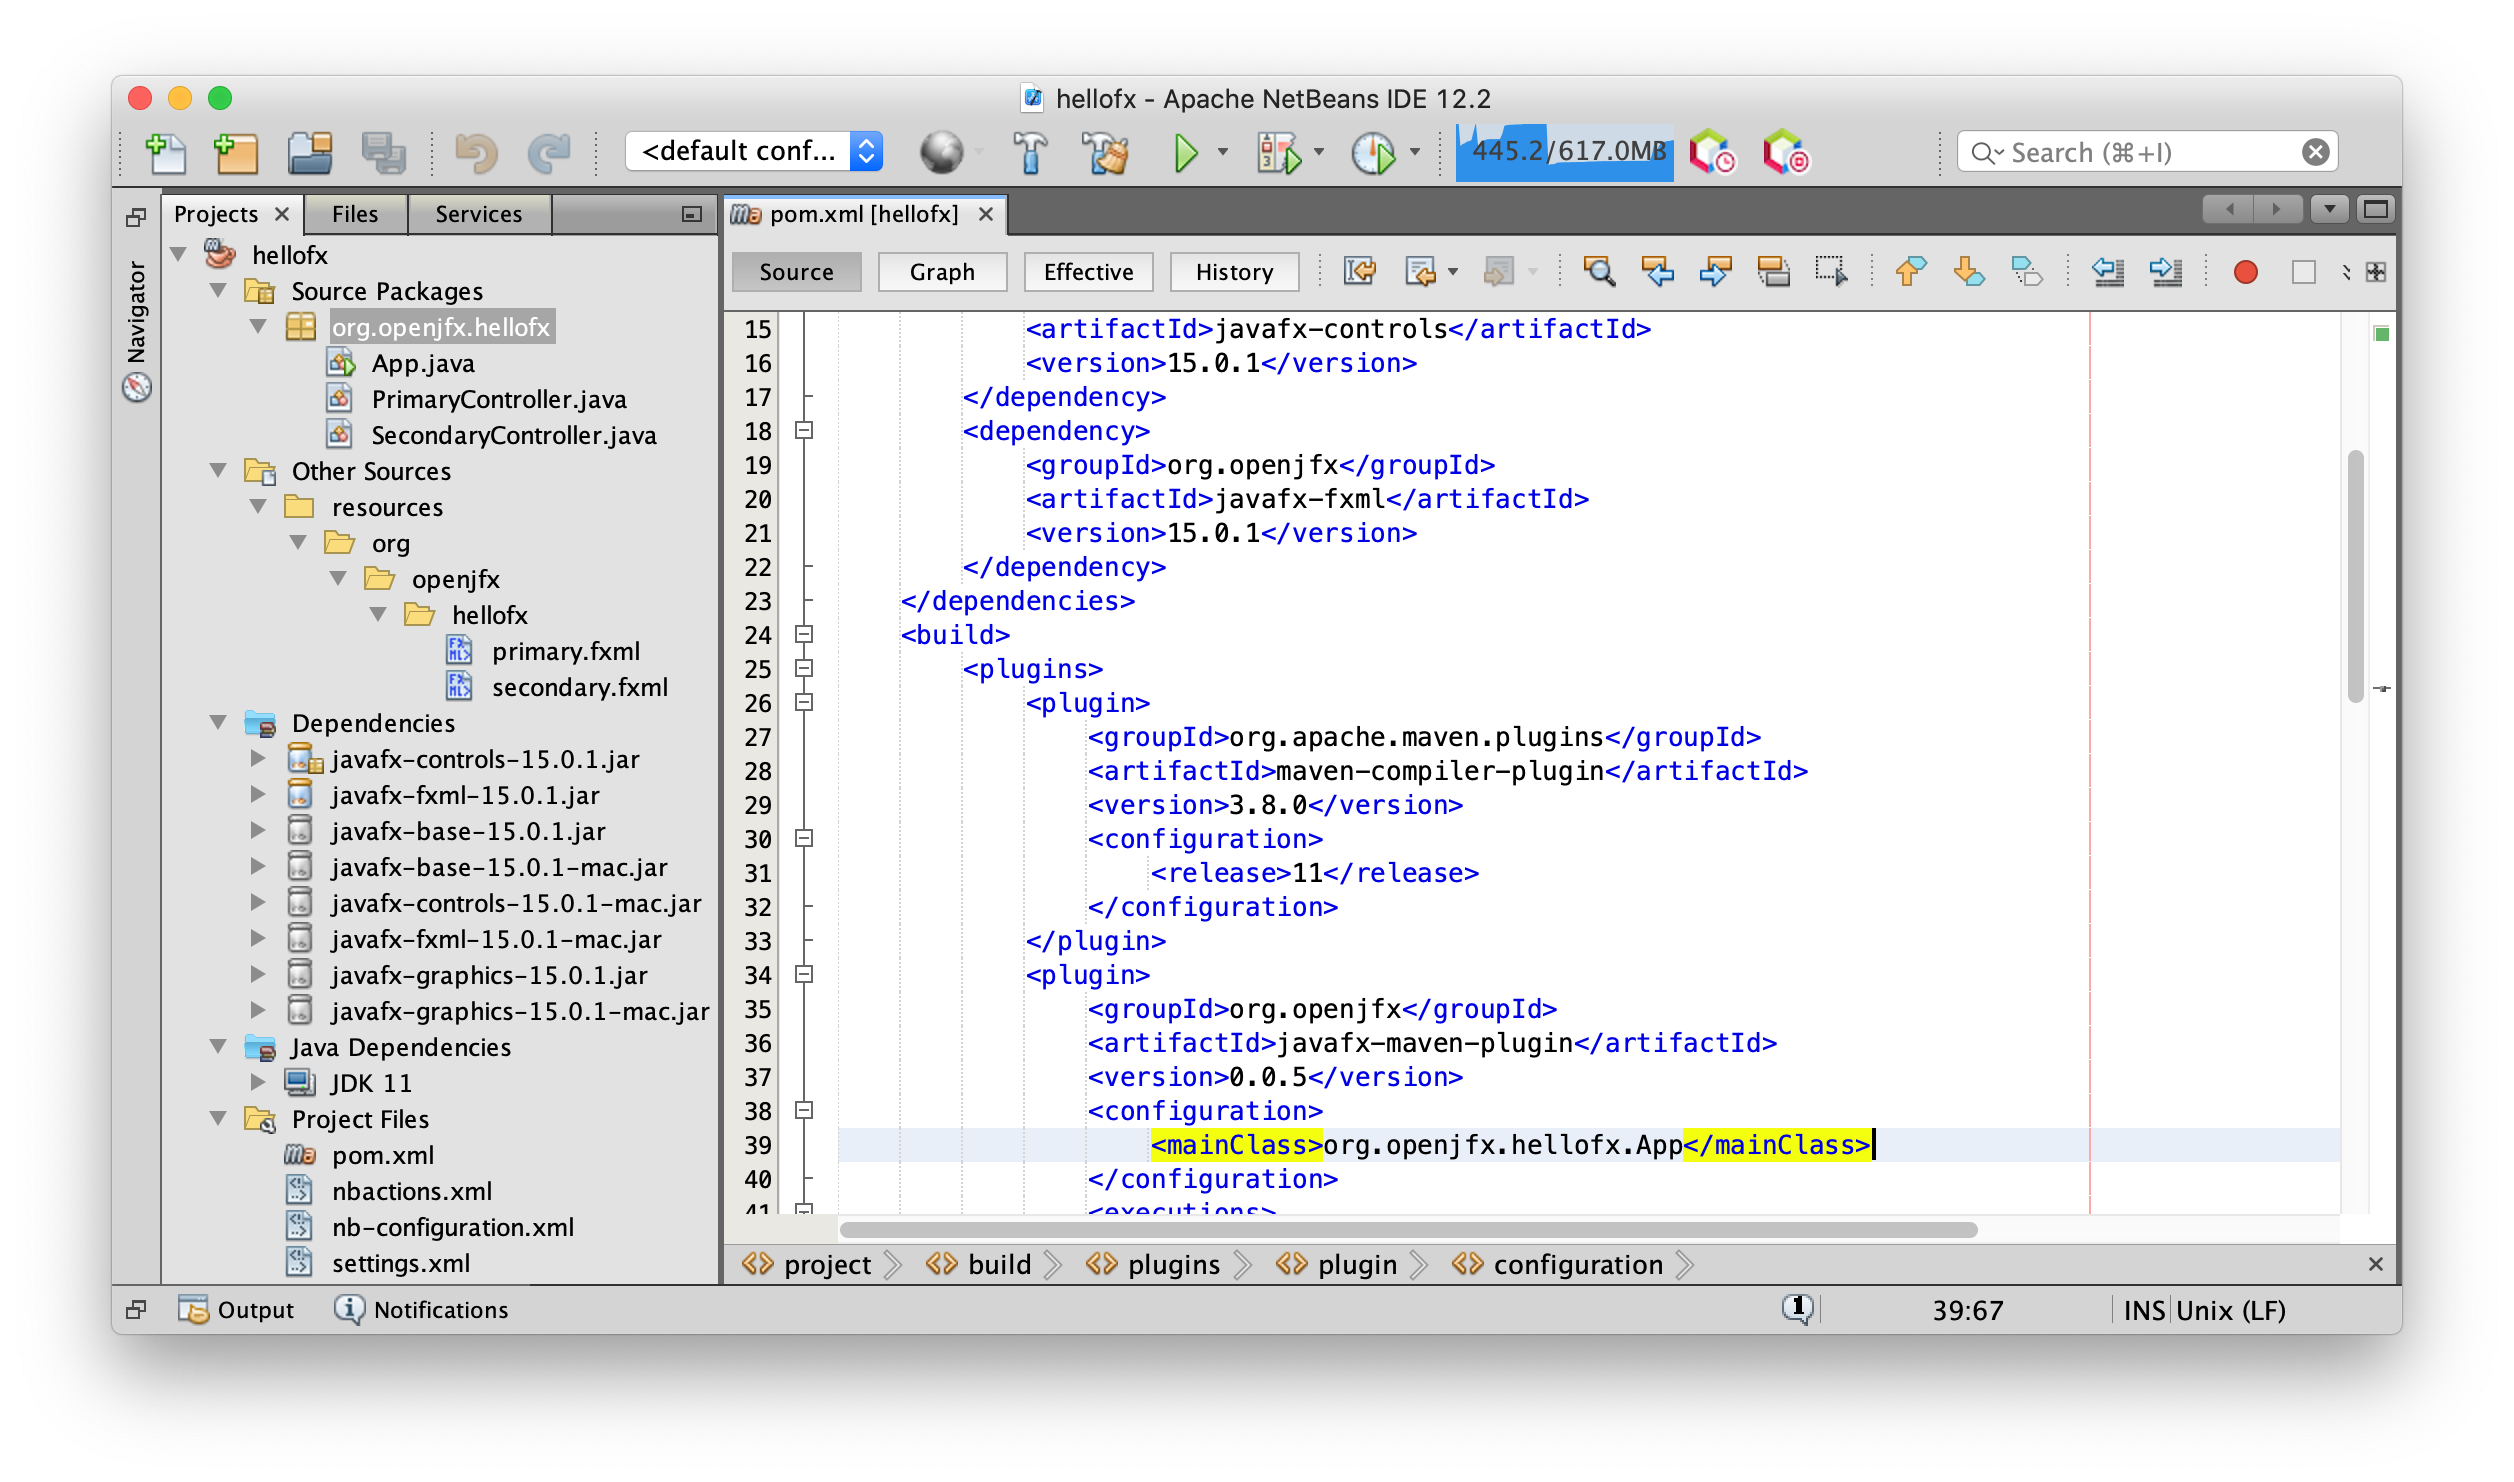 hellofx - Apache NetBeans IDE 12.2
<default conf...
445.2/617.0MB
Search (⌘+I)
Navigator
Projects
Files
Services
hellofx
Source Packages
org.openjfx.hellofx
App.java
PrimaryController.java
SecondaryController.java
Other Sources
resources
org
openjfx
hellofx
primary.fxml
secondary.fxml
Dependencies
javafx-controls-15.0.1.jar
javafx-fxml-15.0.1.jar
javafx-base-15.0.1.jar
javafx-base-15.0.1-mac.jar
javafx-controls-15.0.1-mac.jar
javafx-fxml-15.0.1-mac.jar
javafx-graphics-15.0.1.jar
javafx-graphics-15.0.1-mac.jar
Java Dependencies
JDK 11
Project Files
pom.xml
nbactions.xml
nb-configuration.xml
settings.xml
pom.xml [hellofx]
Source Graph Effective History
15 <artifactId>javafx-controls</artifactId>
16 <version>15.0.1</version>
17 </dependency>
18 <dependency>
19 <groupId>org.openjfx</groupId>
20 <artifactId>javafx-fxml</artifactId>
21 <version>15.0.1</version>
22 </dependency>
23 </dependencies>
24 <build>
25 <plugins>
26 <plugin>
27 <groupId>org.apache.maven.plugins</groupId>
28 <artifactId>maven-compiler-plugin</artifactId>
29 <version>3.8.0</version>
30 <configuration>
31 <release>11</release>
32 </configuration>
33 </plugin>
34 <plugin>
35 <groupId>org.openjfx</groupId>
36 <artifactId>javafx-maven-plugin</artifactId>
37 <version>0.0.5</version>
38 <configuration>
39 <mainClass>org.openjfx.hellofx.App</mainClass>
40 </configuration>
41 <executions>
project build plugins plugin configuration
Output Notifications 1 39:67 INS Unix (LF)